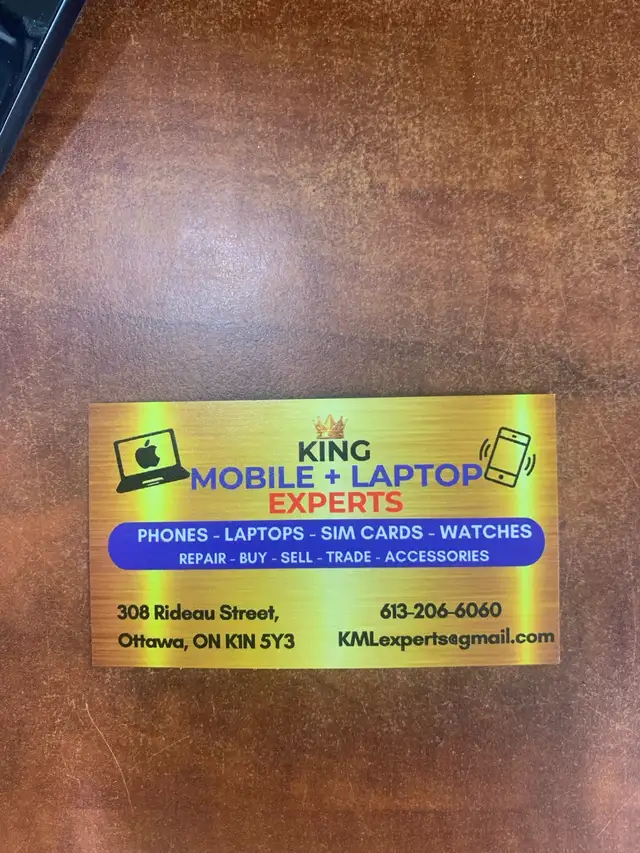 KING
MOBILE + LAPTOP
EXPERTS
PHONES - LAPTOPS - SIM CARDS - WATCHES
REPAIR - BUY - SELL - TRADE - ACCESSORIES
308 Rideau Street,
Ottawa, ON K1N 5Y3
613-206-6060
KMLexperts@gmail.com